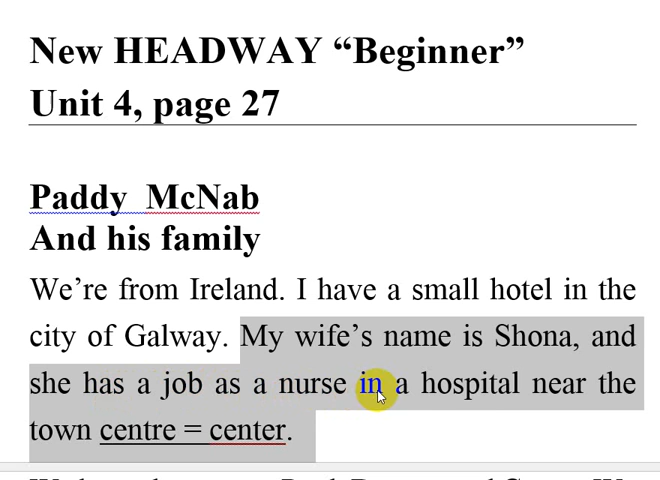 New HEADWAY “Beginner”
Unit 4, page 27
Paddy McNab
And his family
We’re from Ireland. I have a small hotel in the
city of Galway. My wife’s name is Shona, and
she has a job as a nurse in a hospital near the
town centre = center.